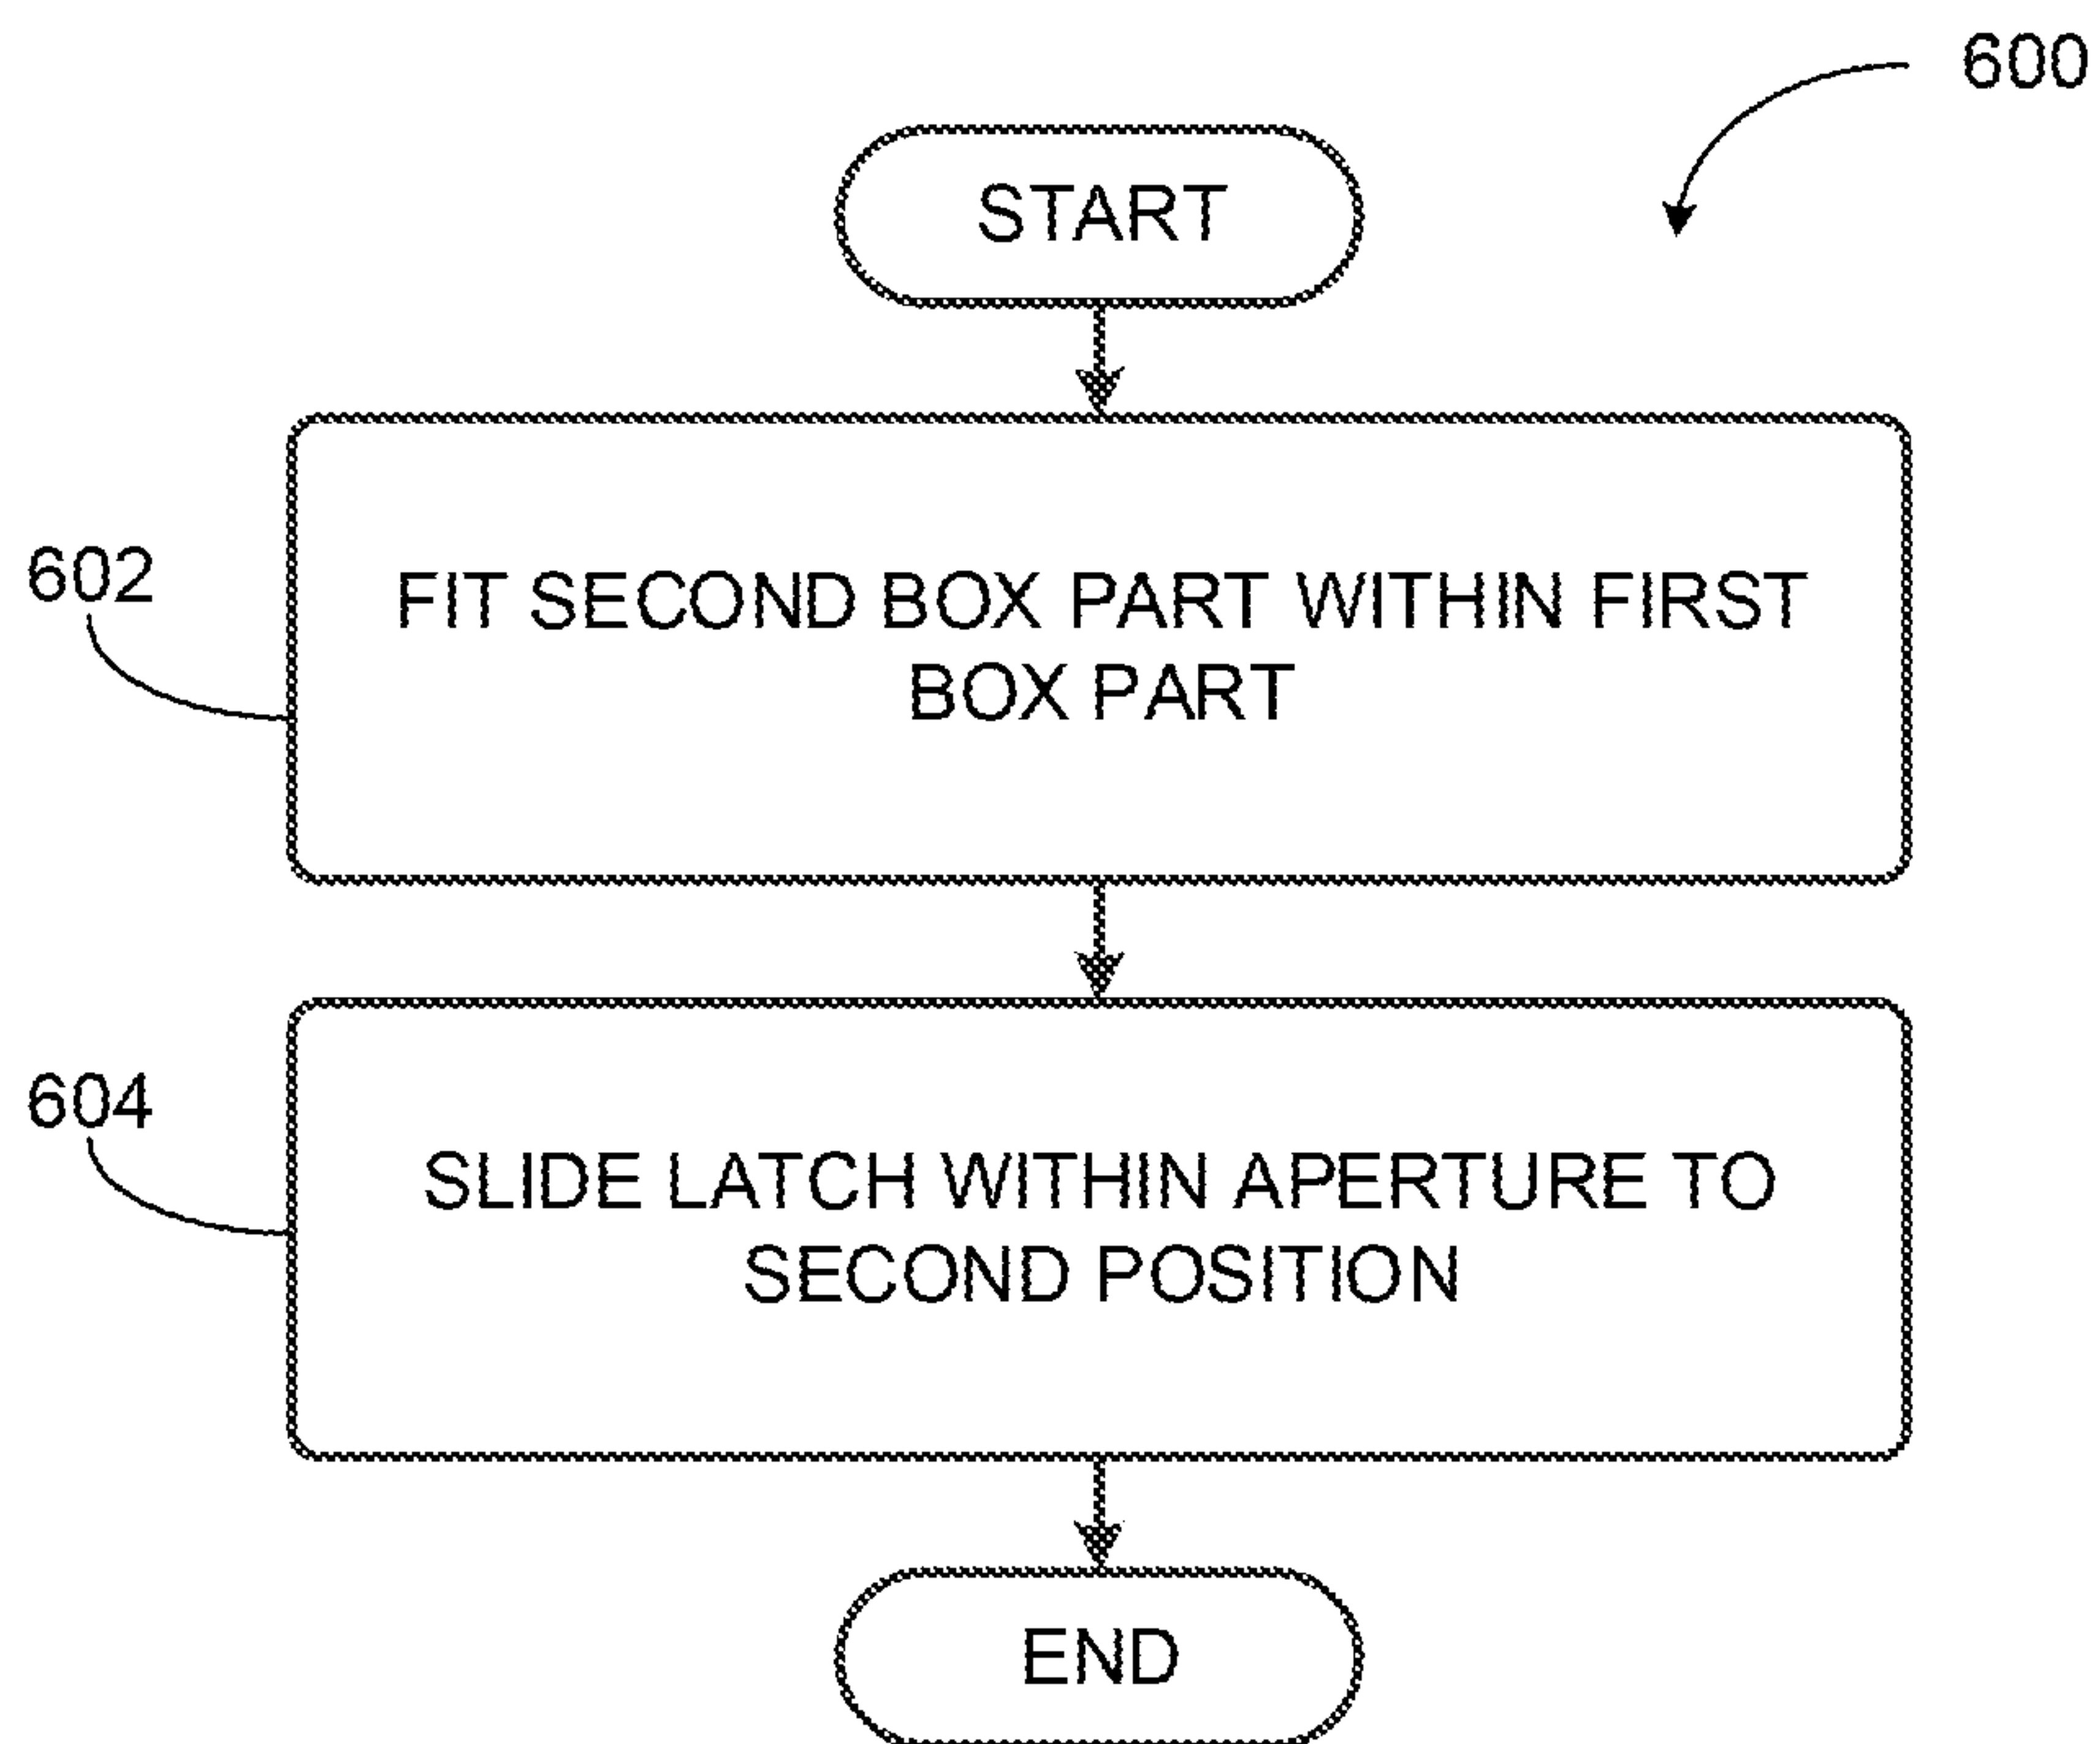 600
START
602
FIT SECOND BOX PART WITHIN FIRST
BOX PART
604
SLIDE LATCH WITHIN APERTURE TO
SECOND POSITION
END